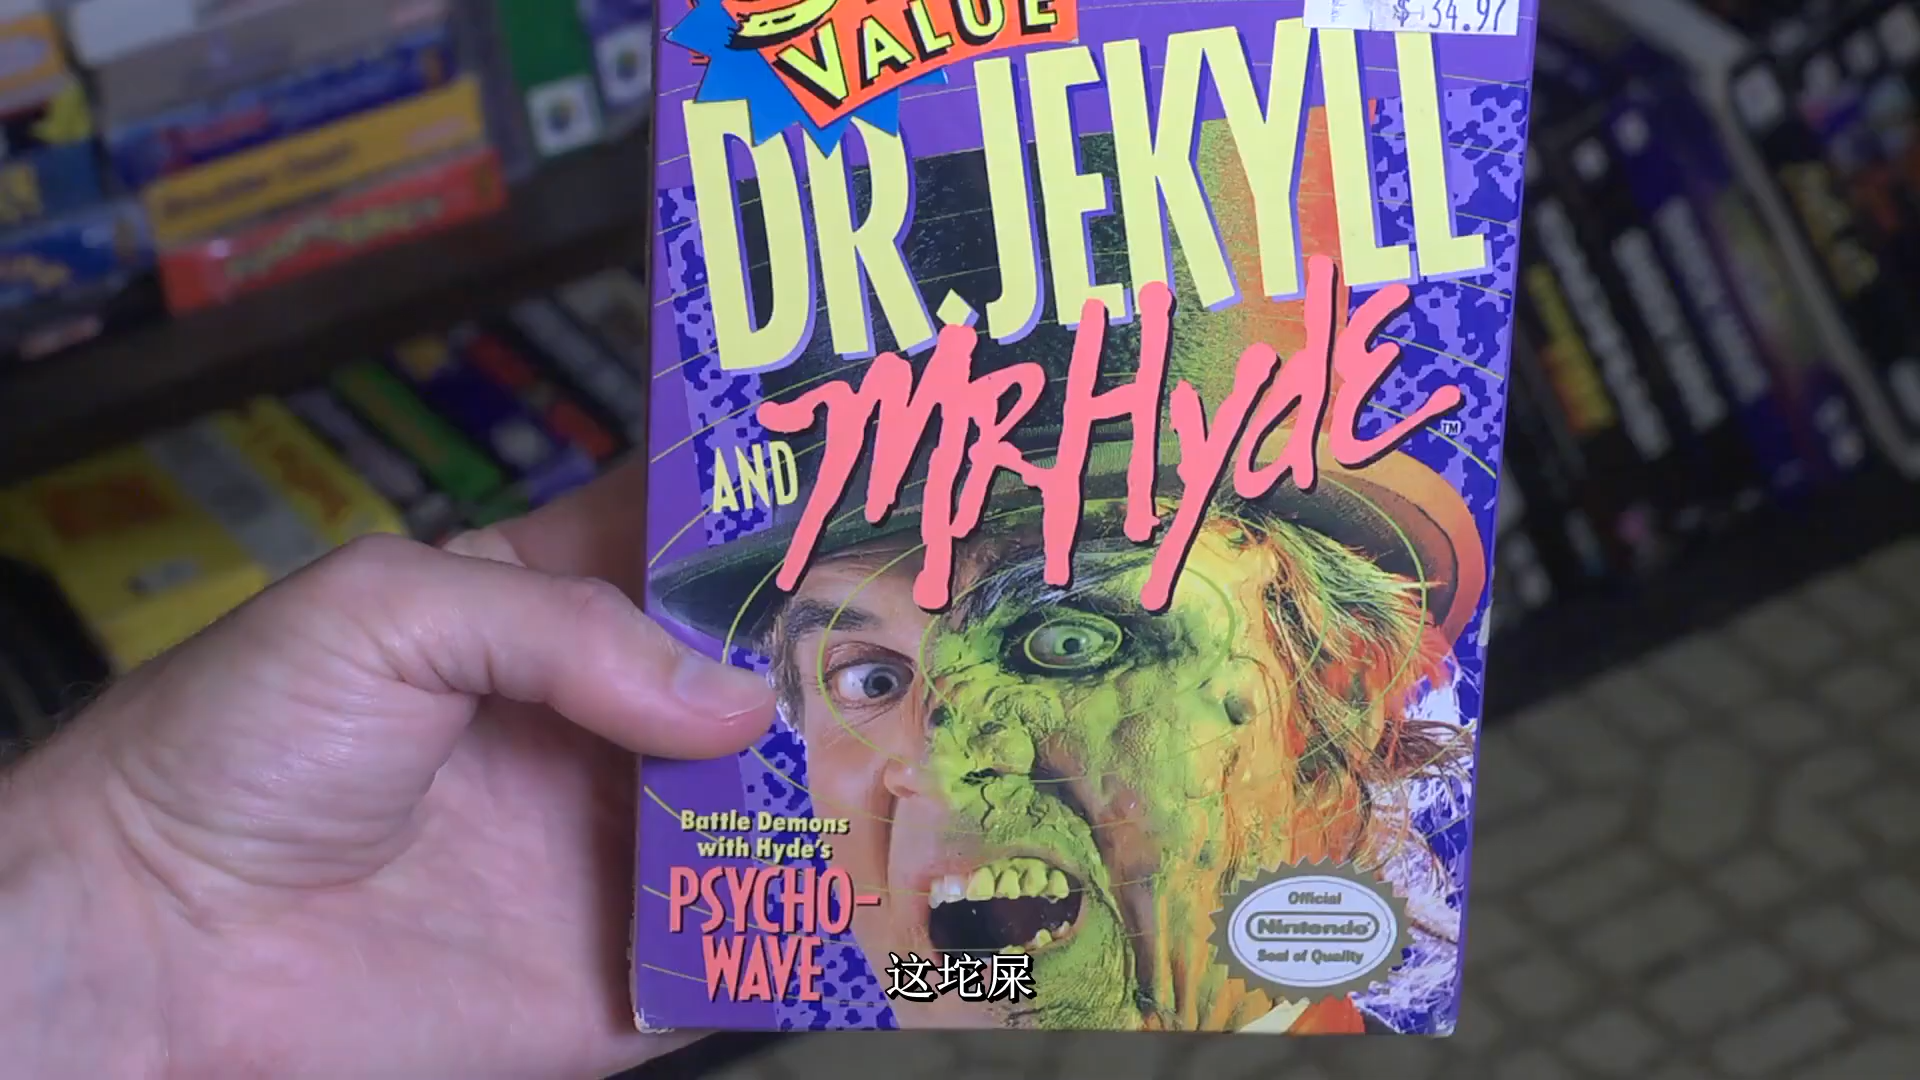 $ 34.97
VALUE
DR. JEKYLL
AND Mr Hyde ™
Battle Demons
with Hyde's
PSYCHO-
WAVE
Official
Nintendo®
Seal of Quality
这坨屎